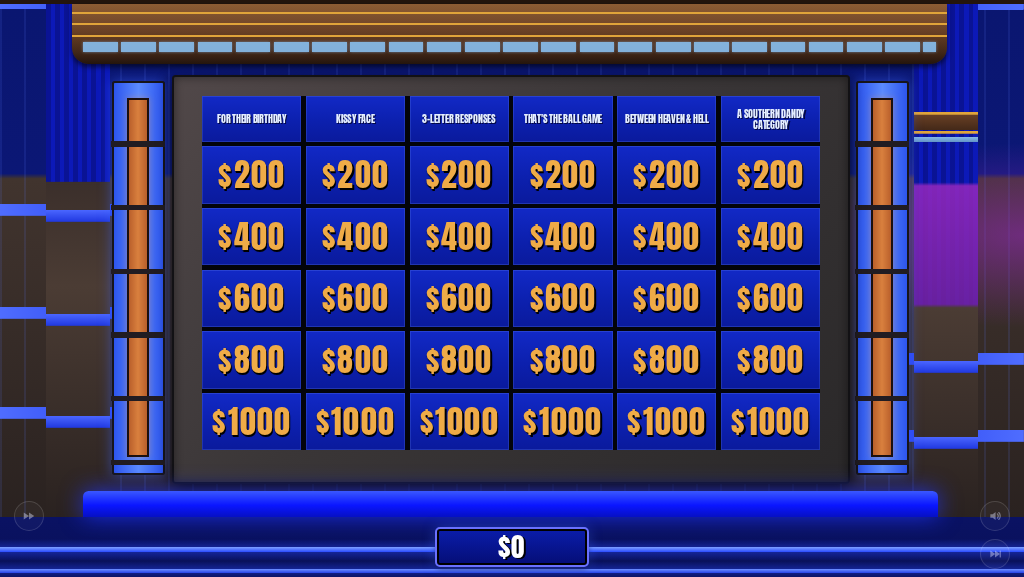 FOR THEIR BIRTHDAY
KISSY FACE
3-LETTER RESPONSES
THAT'S THE BALL GAME
BETWEEN HEAVEN & HELL
A SOUTHERN DANDY
CATEGORY
$200 $200 $200 $200 $200 $200
$400 $400 $400 $400 $400 $400
$600 $600 $600 $600 $600 $600
$800 $800 $800 $800 $800 $800
$1000 $1000 $1000 $1000 $1000 $1000
$0